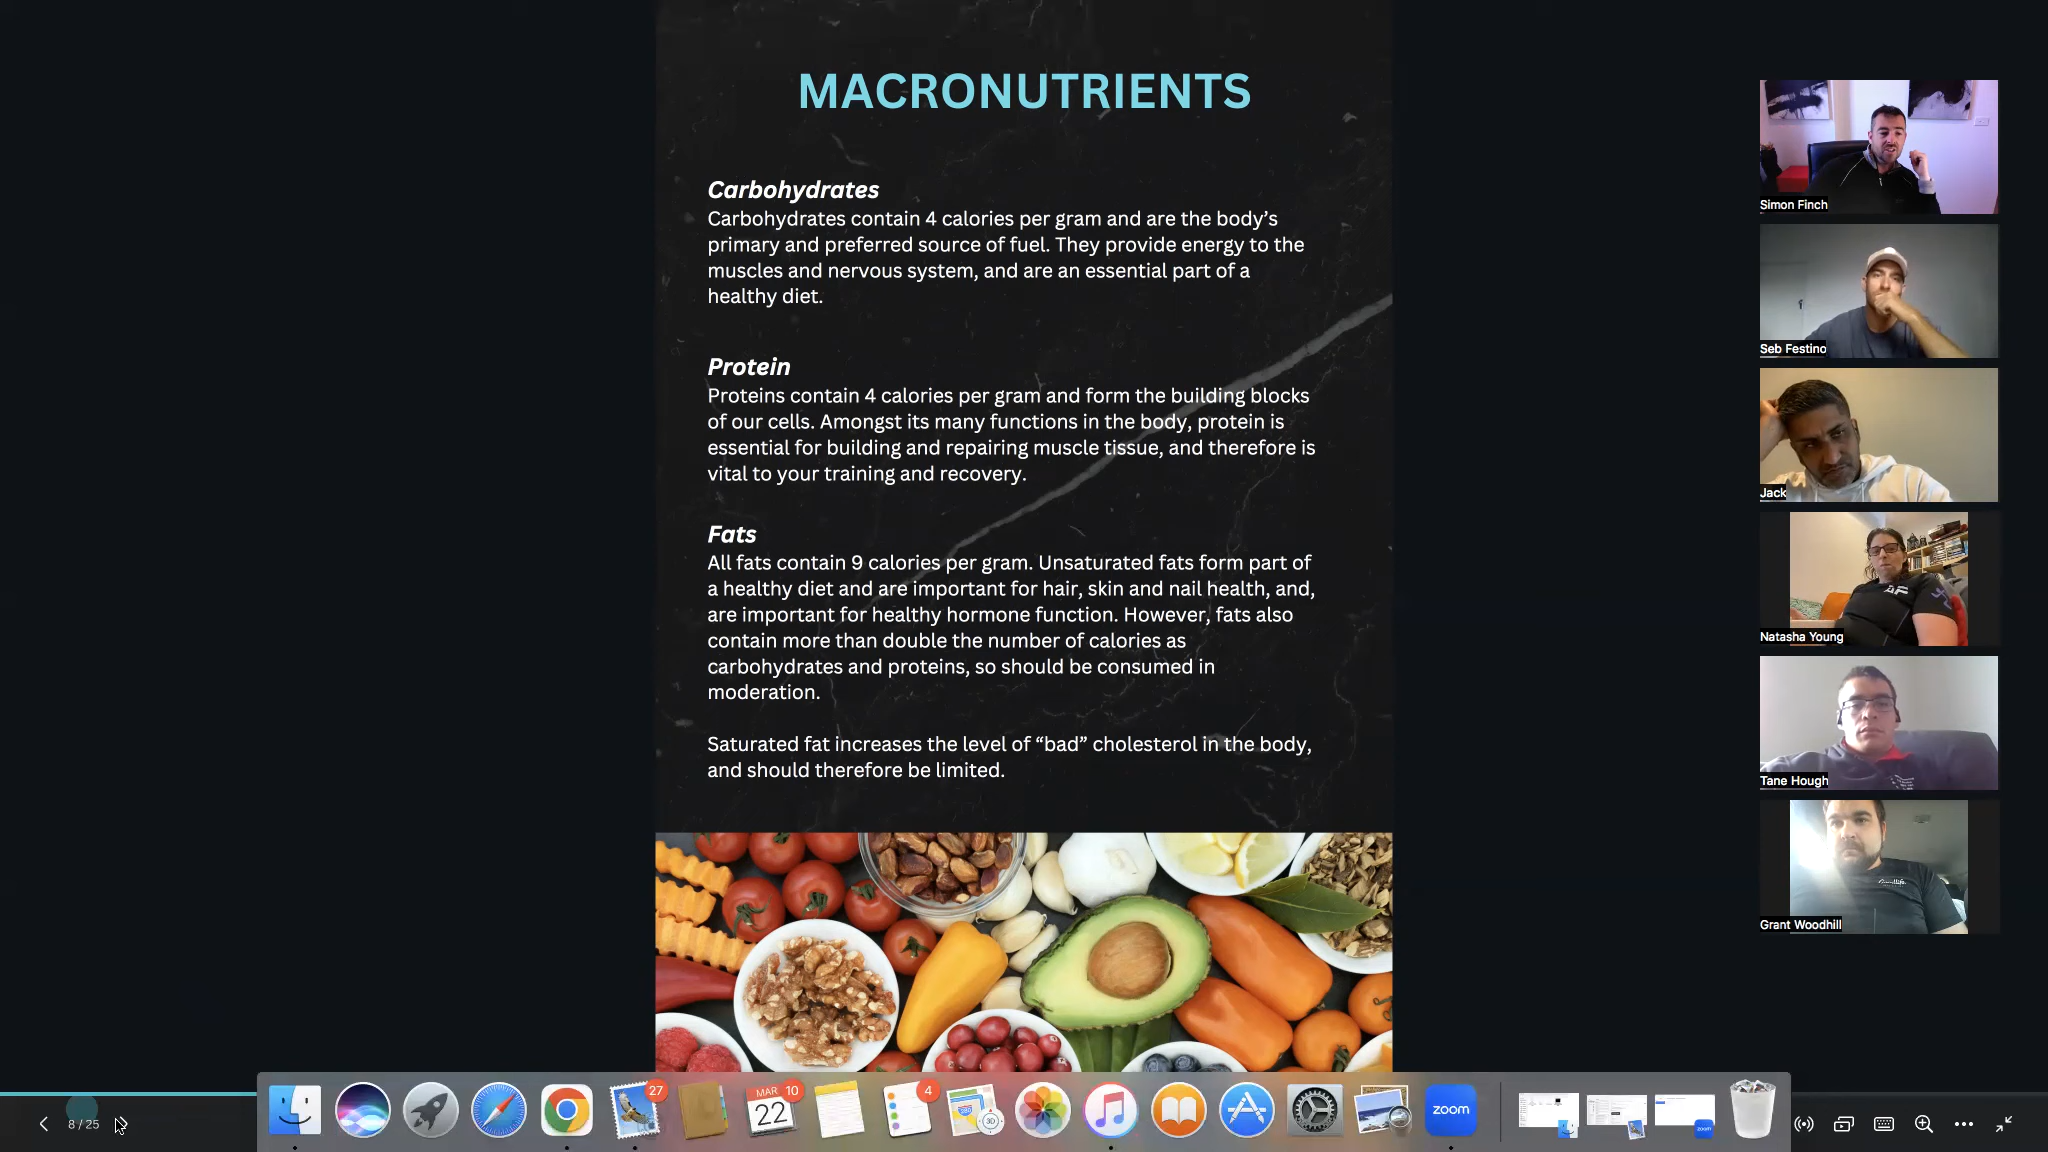 MACRONUTRIENTS
Carbohydrates
Carbohydrates contain 4 calories per gram and are the body’s
primary and preferred source of fuel. They provide energy to the
muscles and nervous system, and are an essential part of a
healthy diet.
Protein
Proteins contain 4 calories per gram and form the building blocks
of our cells. Amongst its many functions in the body, protein is
essential for building and repairing muscle tissue, and therefore is
vital to your training and recovery.
Fats
All fats contain 9 calories per gram. Unsaturated fats form part of
a healthy diet and are important for hair, skin and nail health, and,
are important for healthy hormone function. However, fats also
contain more than double the number of calories as
carbohydrates and proteins, so should be consumed in
moderation.
Saturated fat increases the level of “bad” cholesterol in the body,
and should therefore be limited.
Simon Finch
Seb Festino
Jack
AF
Natasha Young
Tane Hough
Grant Woodhill
8 / 25
27
MAR 10
22
4
280
3D
zoom
zoom